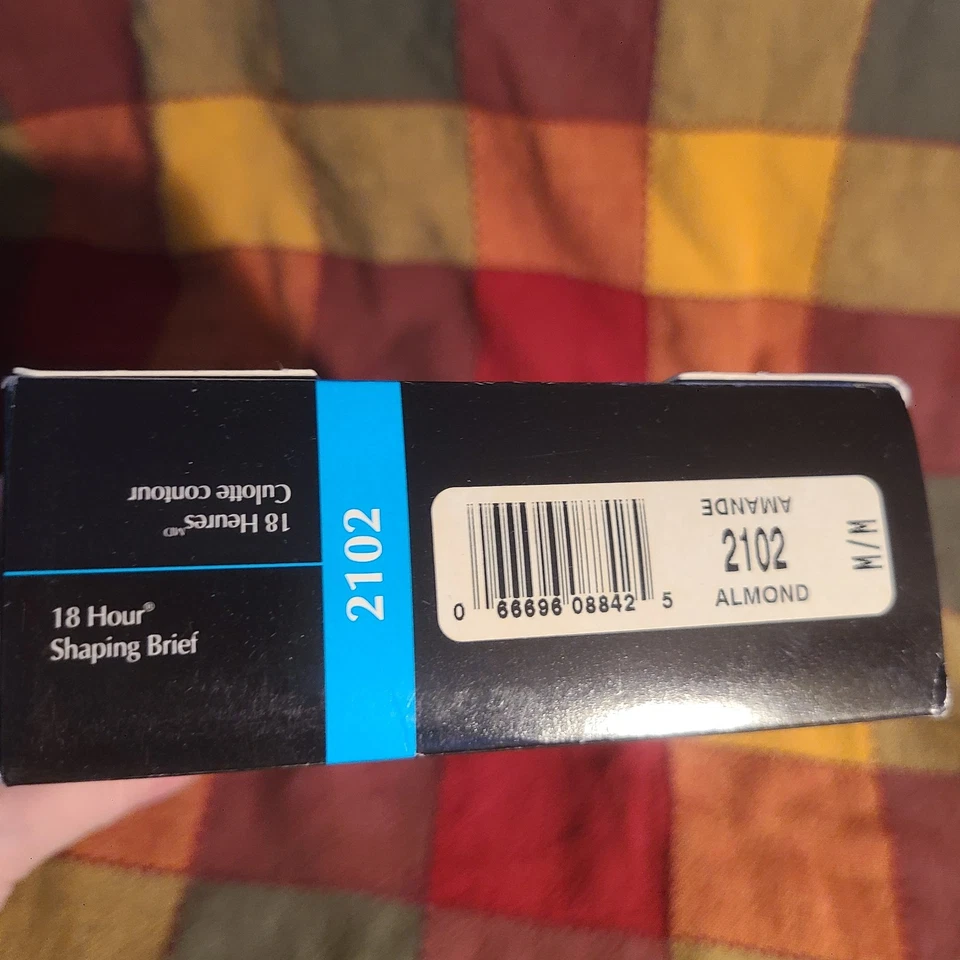 18 Heures MD
Culotte contour
18 Hour®
Shaping Brief
2102
0 66696 08842 5
AMANDE
2102
ALMOND
M/M